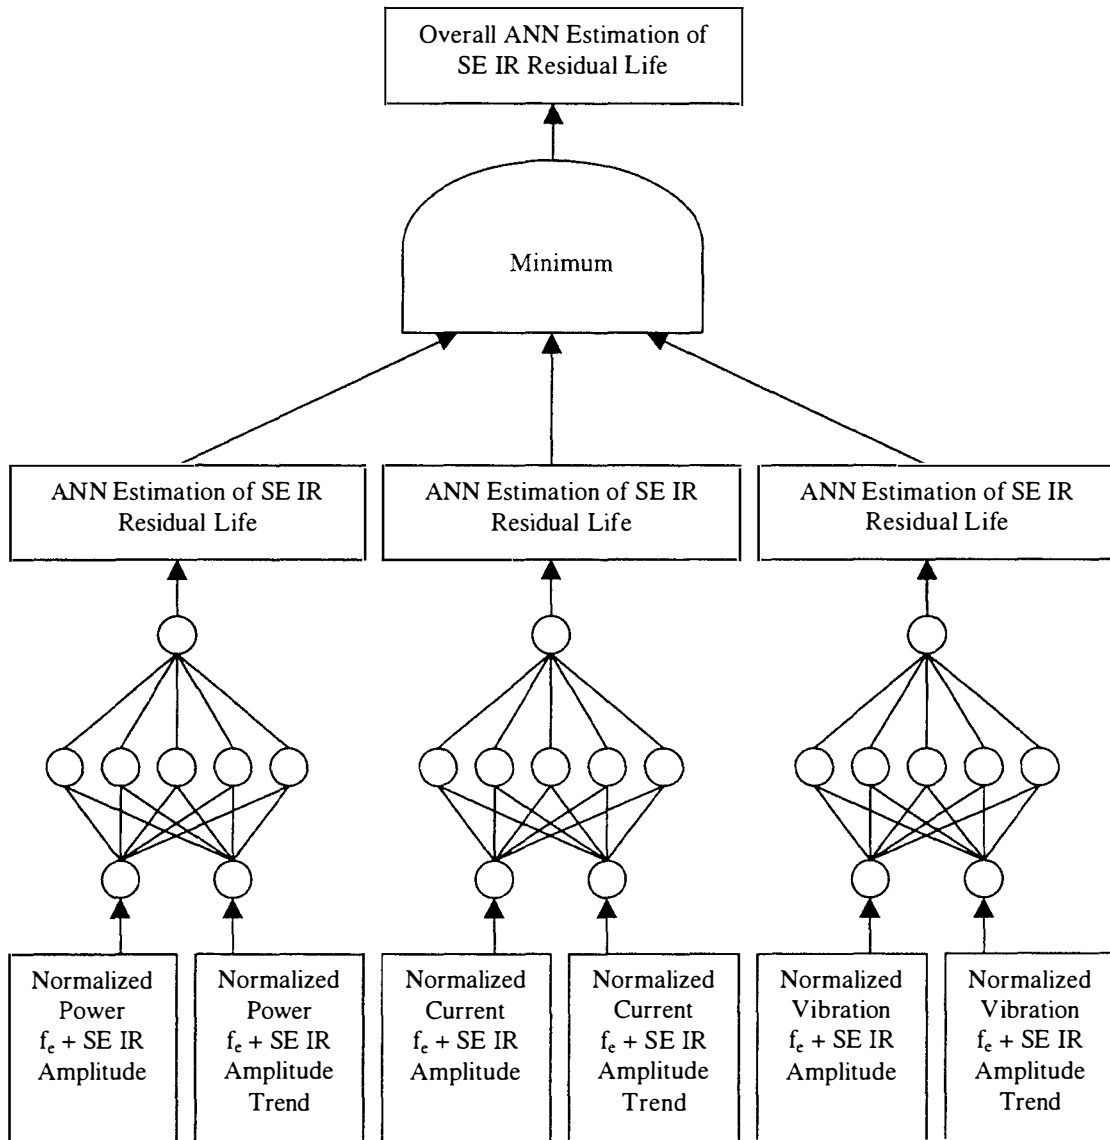 Overall ANN Estimation of
SE IR Residual Life
Minimum
ANN Estimation of SE IR
Residual Life
ANN Estimation of SE IR
Residual Life
ANN Estimation of SE IR
Residual Life
Normalized
Power
fₑ + SE IR
Amplitude
Normalized
Power
fₑ + SE IR
Amplitude
Trend
Normalized
Current
fₑ + SE IR
Amplitude
Normalized
Current
fₑ + SE IR
Amplitude
Trend
Normalized
Vibration
fₑ + SE IR
Amplitude
Normalized
Vibration
fₑ + SE IR
Amplitude
Trend